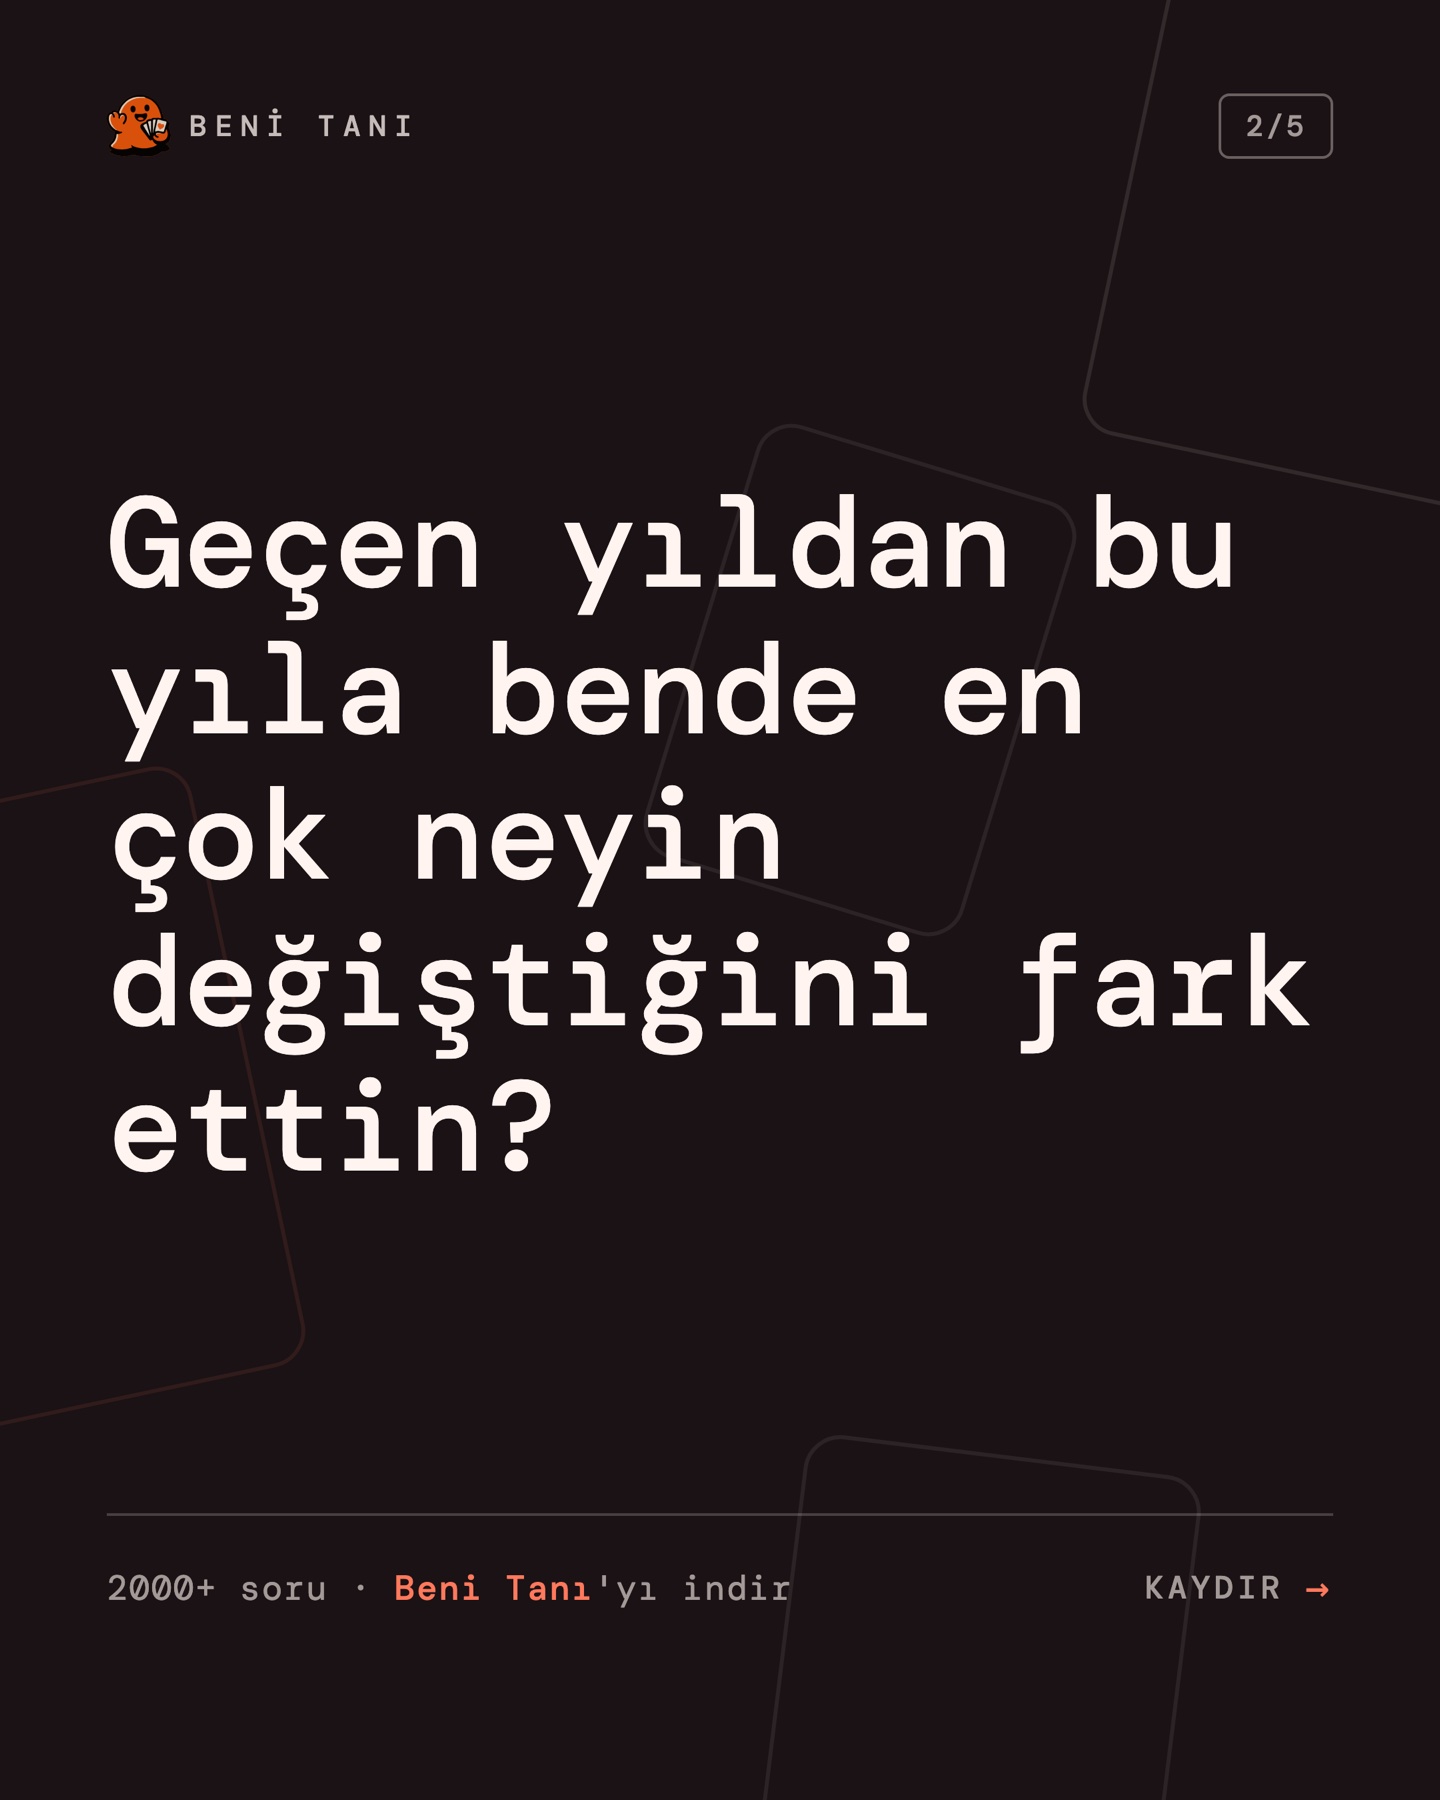 BENİ TANI
2/5
Geçen yıldan bu
yıla bende en
çok neyin
değiştiğini fark
ettin?
2000+ soru · Beni Tanı'yı indir
KAYDIR →